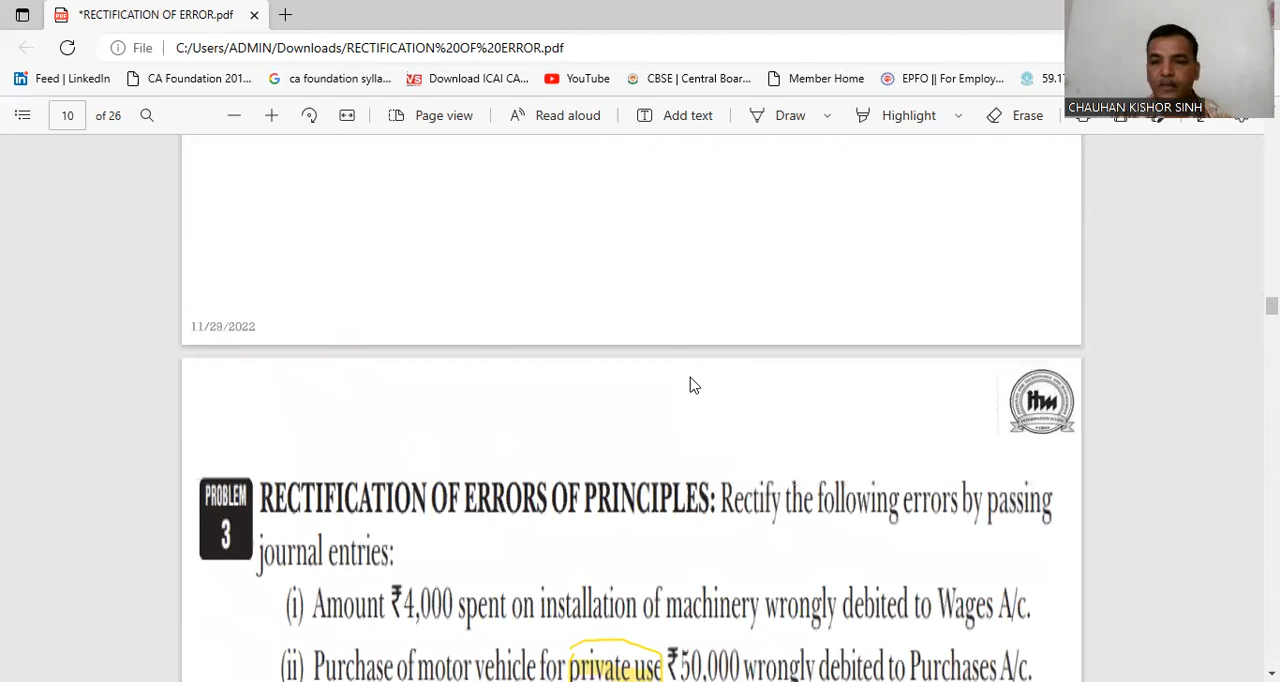 *RECTIFICATION OF ERROR.pdf
File C:/Users/ADMIN/Downloads/RECTIFICATION%20OF%20ERROR.pdf
Feed | LinkedIn CA Foundation 201... ca foundation sylla... Download ICAI CA... YouTube CBSE | Central Boar... Member Home EPFO || For Employ... 59.17
CHAUHAN KISHOR SINH
10 of 26 Page view Read aloud Add text Draw Highlight Erase
11/29/2022
itm
PROBLEM 3 RECTIFICATION OF ERRORS OF PRINCIPLES: Rectify the following errors by passing
journal entries:
(i) Amount ₹4,000 spent on installation of machinery wrongly debited to Wages A/c.
(ii) Purchase of motor vehicle for private use ₹50,000 wrongly debited to Purchases A/c.